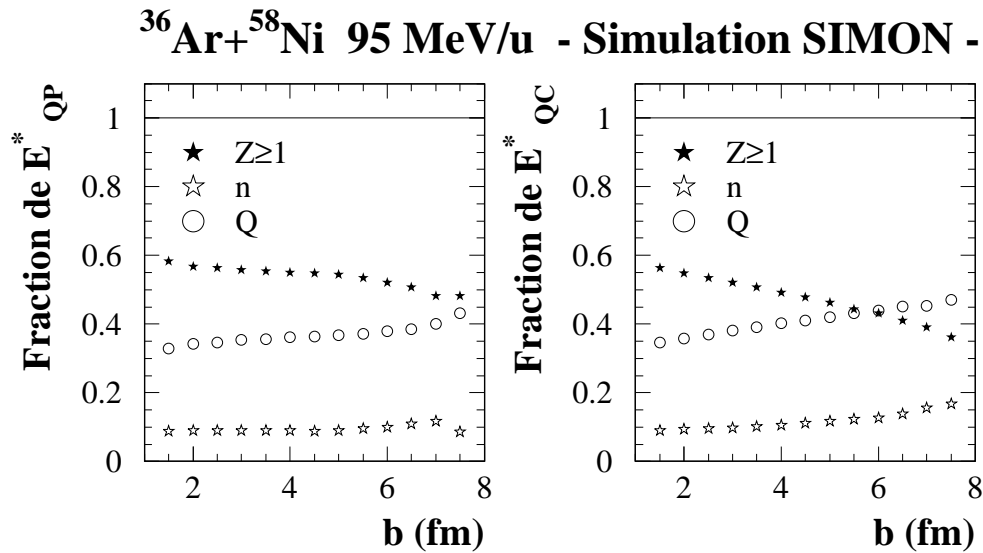 ³⁶Ar+⁵⁸Ni 95 MeV/u - Simulation SIMON -
Fraction de E*QP
1
0.8
0.6
0.4
0.2
0
Z≥1
n
Q
2 4 6 8
b (fm)
Fraction de E*QC
1
0.8
0.6
0.4
0.2
0
Z≥1
n
Q
2 4 6 8
b (fm)